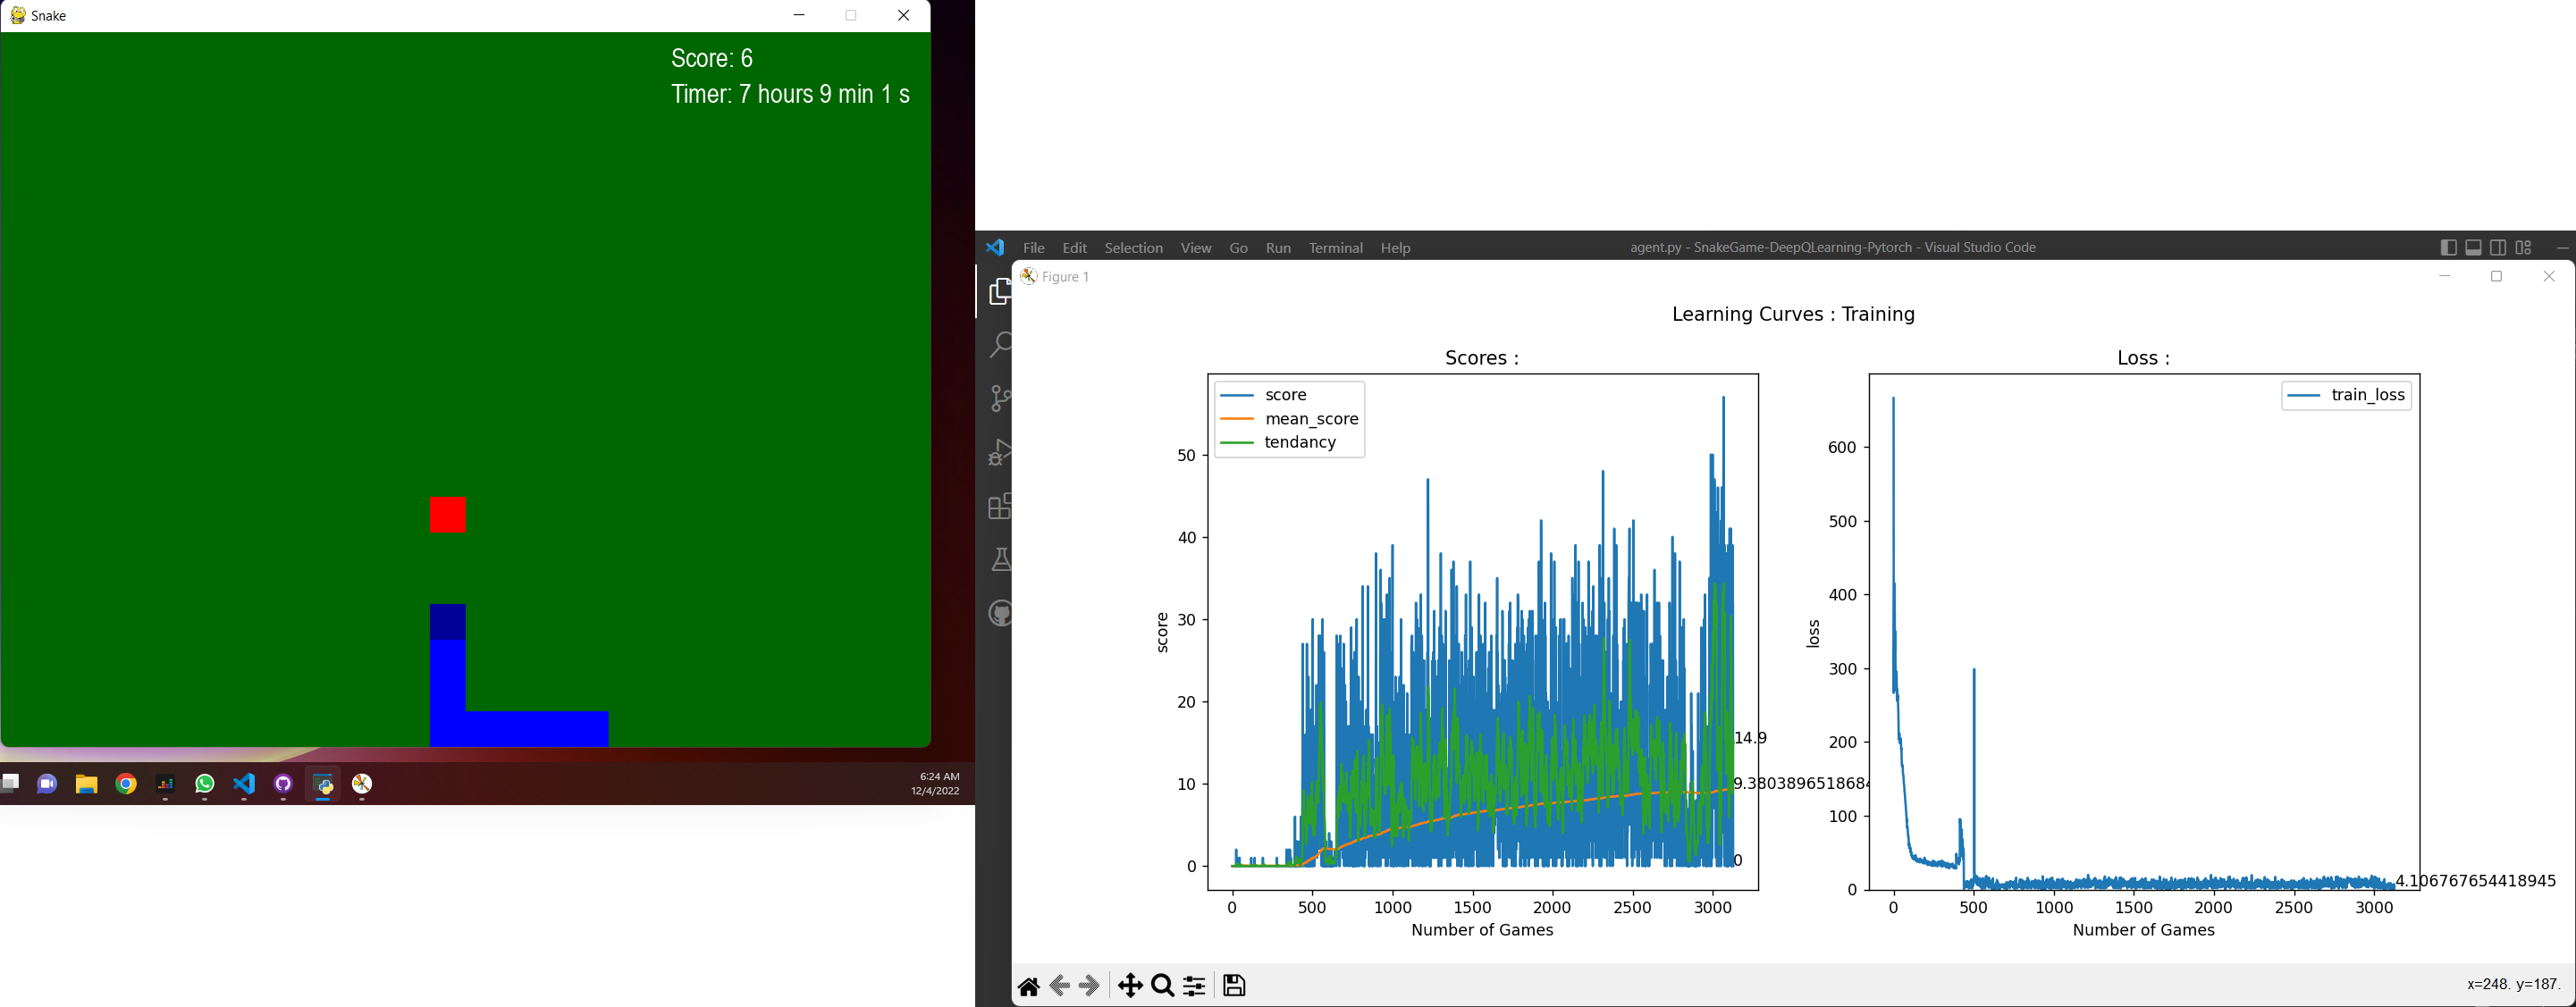 Snake
Score: 6
Timer: 7 hours 9 min 1 s
6:24 AM
12/4/2022
File Edit Selection View Go Run Terminal Help
agent.py - SnakeGame-DeepQLearning-Pytorch - Visual Studio Code
Figure 1
Learning Curves : Training
Scores :
score
mean_score
tendancy
50
40
30
20
10
0
score
14.9
9.3803896518684
0
0 500 1000 1500 2000 2500 3000
Number of Games
Loss :
train_loss
600
500
400
300
200
100
0
loss
4.106767654418945
0 500 1000 1500 2000 2500 3000
Number of Games
x=248. y=187.